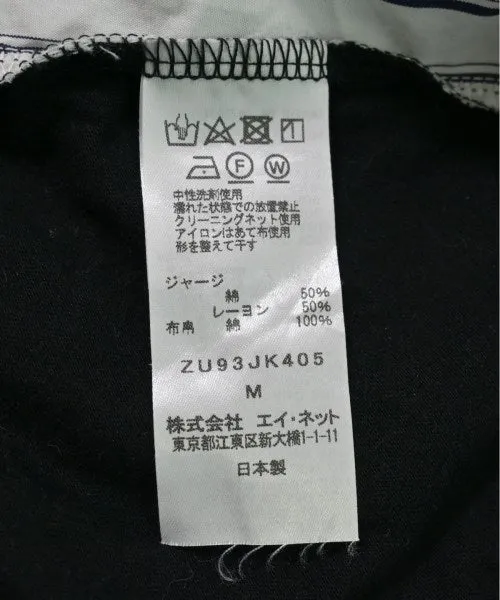 F
W
中性洗剤使用
濡れた状態での放置禁止
クリーニングネット使用
アイロンはあて布使用
形を整えて干す
ジャージ
綿 50%
レーヨン 50%
布帛 綿 100%
ZU93JK405
M
株式会社 エイ・ネット
東京都江東区新大橋1-1-11
日本製